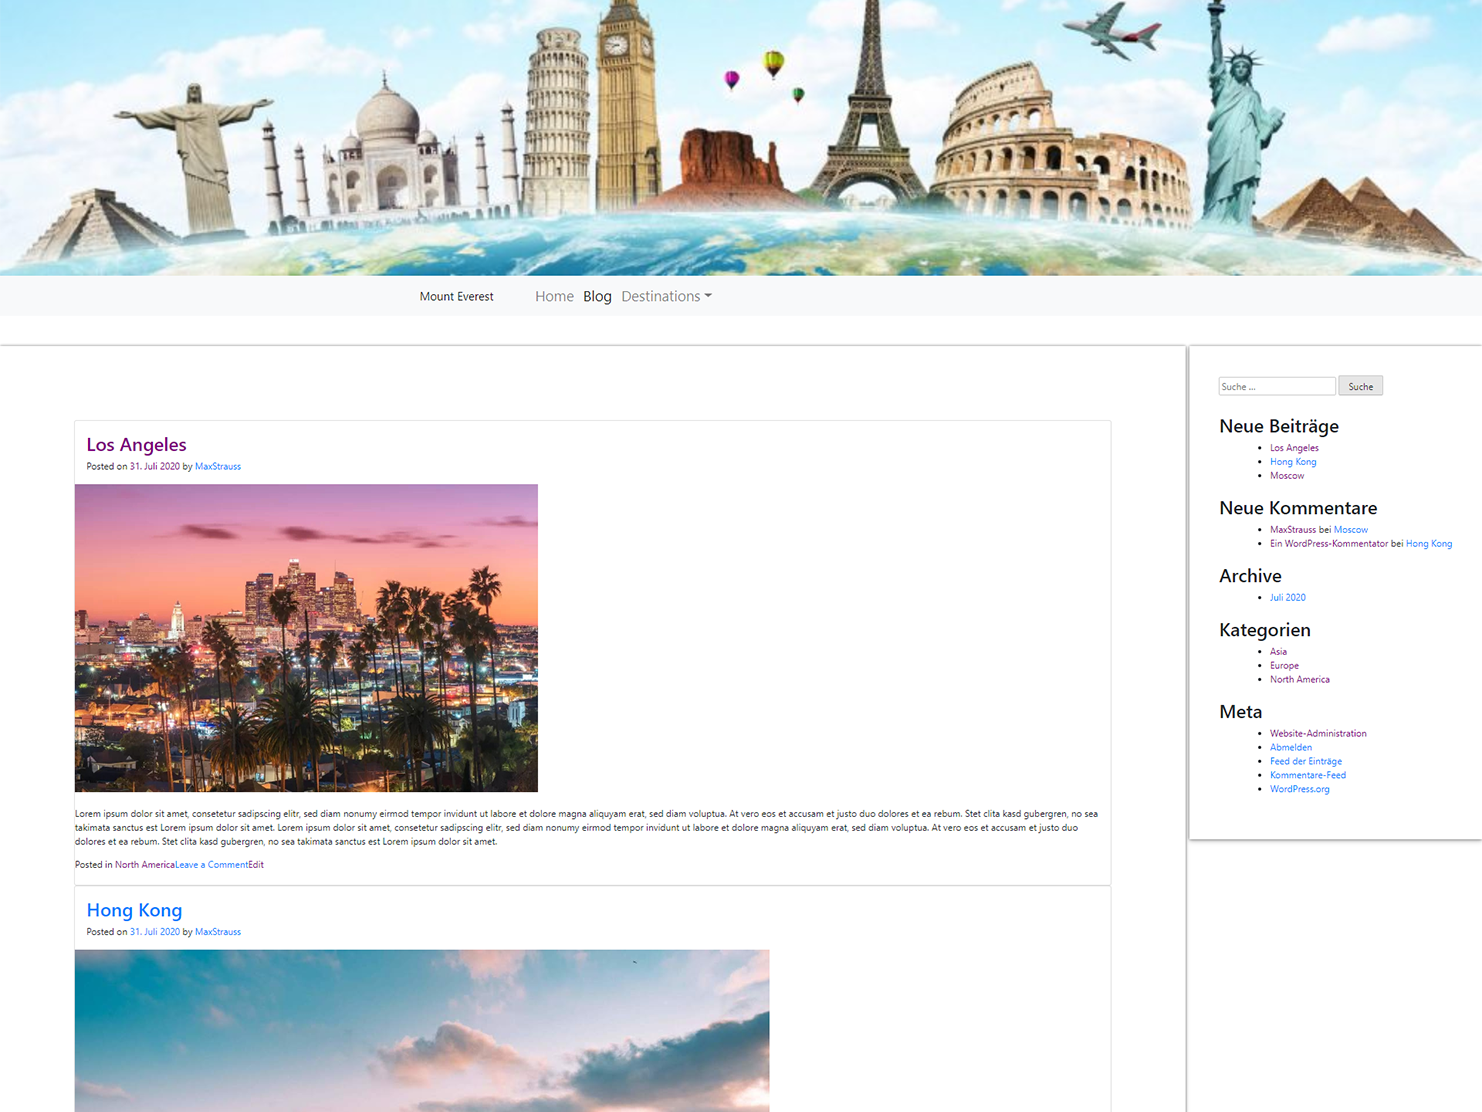 Mount Everest Home Blog Destinations
Suche ... Suche
Los Angeles
Posted on 31. Juli 2020 by MaxStrauss
Lorem ipsum dolor sit amet, consetetur sadipscing elitr, sed diam nonumy eirmod tempor invidunt ut labore et dolore magna aliquyam erat, sed diam voluptua. At vero eos et accusam et justo duo dolores et ea rebum. Stet clita kasd gubergren, no sea
takimata sanctus est Lorem ipsum dolor sit amet. Lorem ipsum dolor sit amet, consetetur sadipscing elitr, sed diam nonumy eirmod tempor invidunt ut labore et dolore magna aliquyam erat, sed diam voluptua. At vero eos et accusam et justo duo
dolores et ea rebum. Stet clita kasd gubergren, no sea takimata sanctus est Lorem ipsum dolor sit amet.
Posted in North AmericaLeave a CommentEdit
Hong Kong
Posted on 31. Juli 2020 by MaxStrauss
Neue Beiträge
Los Angeles
Hong Kong
Moscow
Neue Kommentare
MaxStrauss bei Moscow
Ein WordPress-Kommentator bei Hong Kong
Archive
Juli 2020
Kategorien
Asia
Europe
North America
Meta
Website-Administration
Abmelden
Feed der Einträge
Kommentare-Feed
WordPress.org